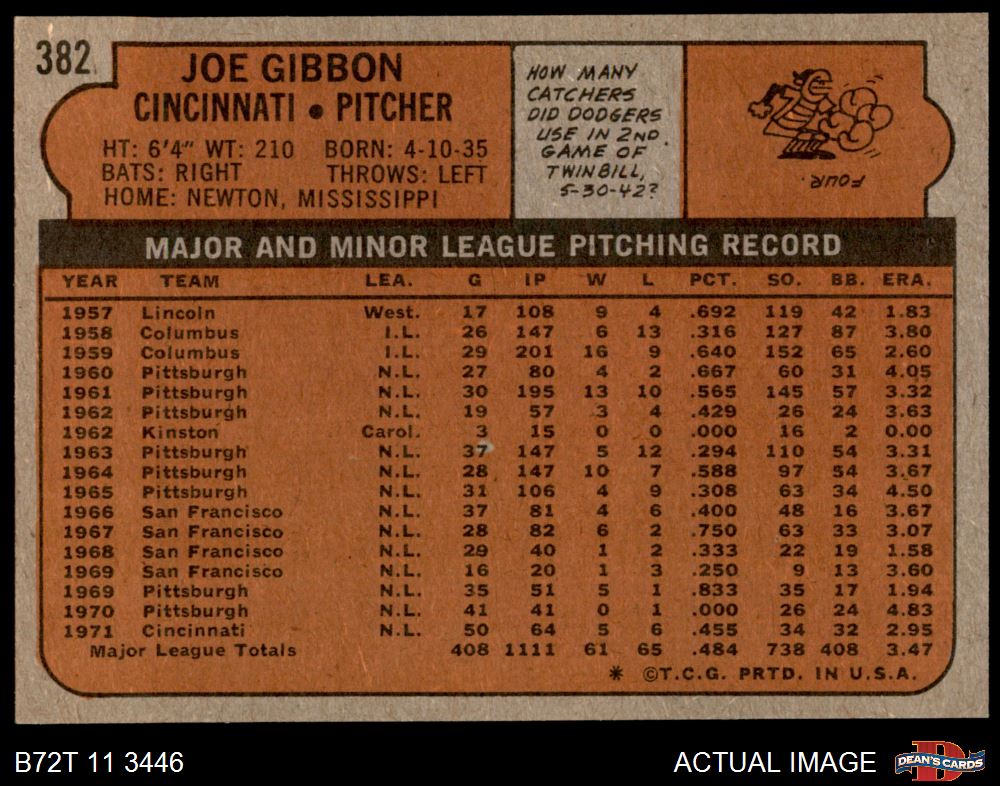 382
JOE GIBBON
CINCINNATI • PITCHER
HT: 6'4" WT: 210 BORN: 4-10-35
BATS: RIGHT THROWS: LEFT
HOME: NEWTON, MISSISSIPPI
HOW MANY
CATCHERS
DID DODGERS
USE IN 2ND
GAME OF
TWINBILL,
5-30-42?
FOUR.
MAJOR AND MINOR LEAGUE PITCHING RECORD
YEAR TEAM LEA. G IP W L PCT. SO. BB. ERA.
1957 Lincoln West. 17 108 9 4 .692 119 42 1.83
1958 Columbus I.L. 26 147 6 13 .316 127 87 3.80
1959 Columbus I.L. 29 201 16 9 .640 152 65 2.60
1960 Pittsburgh N.L. 27 80 4 2 .667 60 31 4.05
1961 Pittsburgh N.L. 30 195 13 10 .565 145 57 3.32
1962 Pittsburgh N.L. 19 57 3 4 .429 26 24 3.63
1962 Kinston Carol. 3 15 0 0 .000 16 2 0.00
1963 Pittsburgh N.L. 37 147 5 12 .294 110 54 3.31
1964 Pittsburgh N.L. 28 147 10 7 .588 97 54 3.67
1965 Pittsburgh N.L. 31 106 4 9 .308 63 34 4.50
1966 San Francisco N.L. 37 81 4 6 .400 48 16 3.67
1967 San Francisco N.L. 28 82 6 2 .750 63 33 3.07
1968 San Francisco N.L. 29 40 1 2 .333 22 19 1.58
1969 San Francisco N.L. 16 20 1 3 .250 9 13 3.60
1969 Pittsburgh N.L. 35 51 5 1 .833 35 17 1.94
1970 Pittsburgh N.L. 41 41 0 1 .000 26 24 4.83
1971 Cincinnati N.L. 50 64 5 6 .455 34 32 2.95
Major League Totals 408 1111 61 65 .484 738 408 3.47
* ©T.C.G. PRTD. IN U.S.A.
B72T 11 3446
ACTUAL IMAGE
DEAN'S CARDS